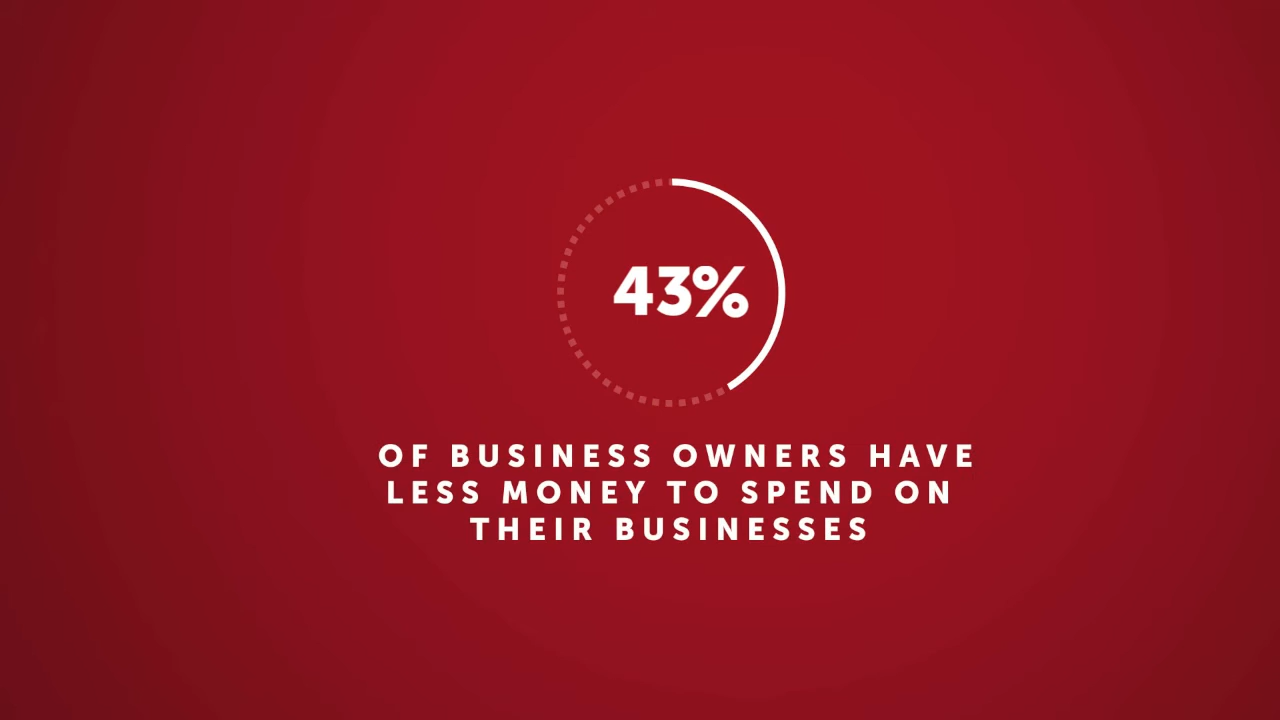 43%
OF BUSINESS OWNERS HAVE
LESS MONEY TO SPEND ON
THEIR BUSINESSES